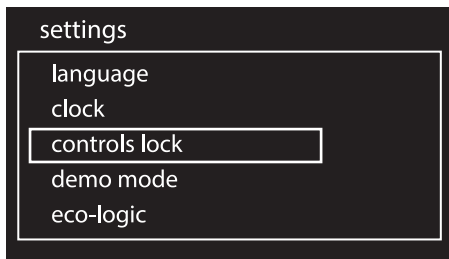 settings
language
clock
controls lock
demo mode
eco-logic